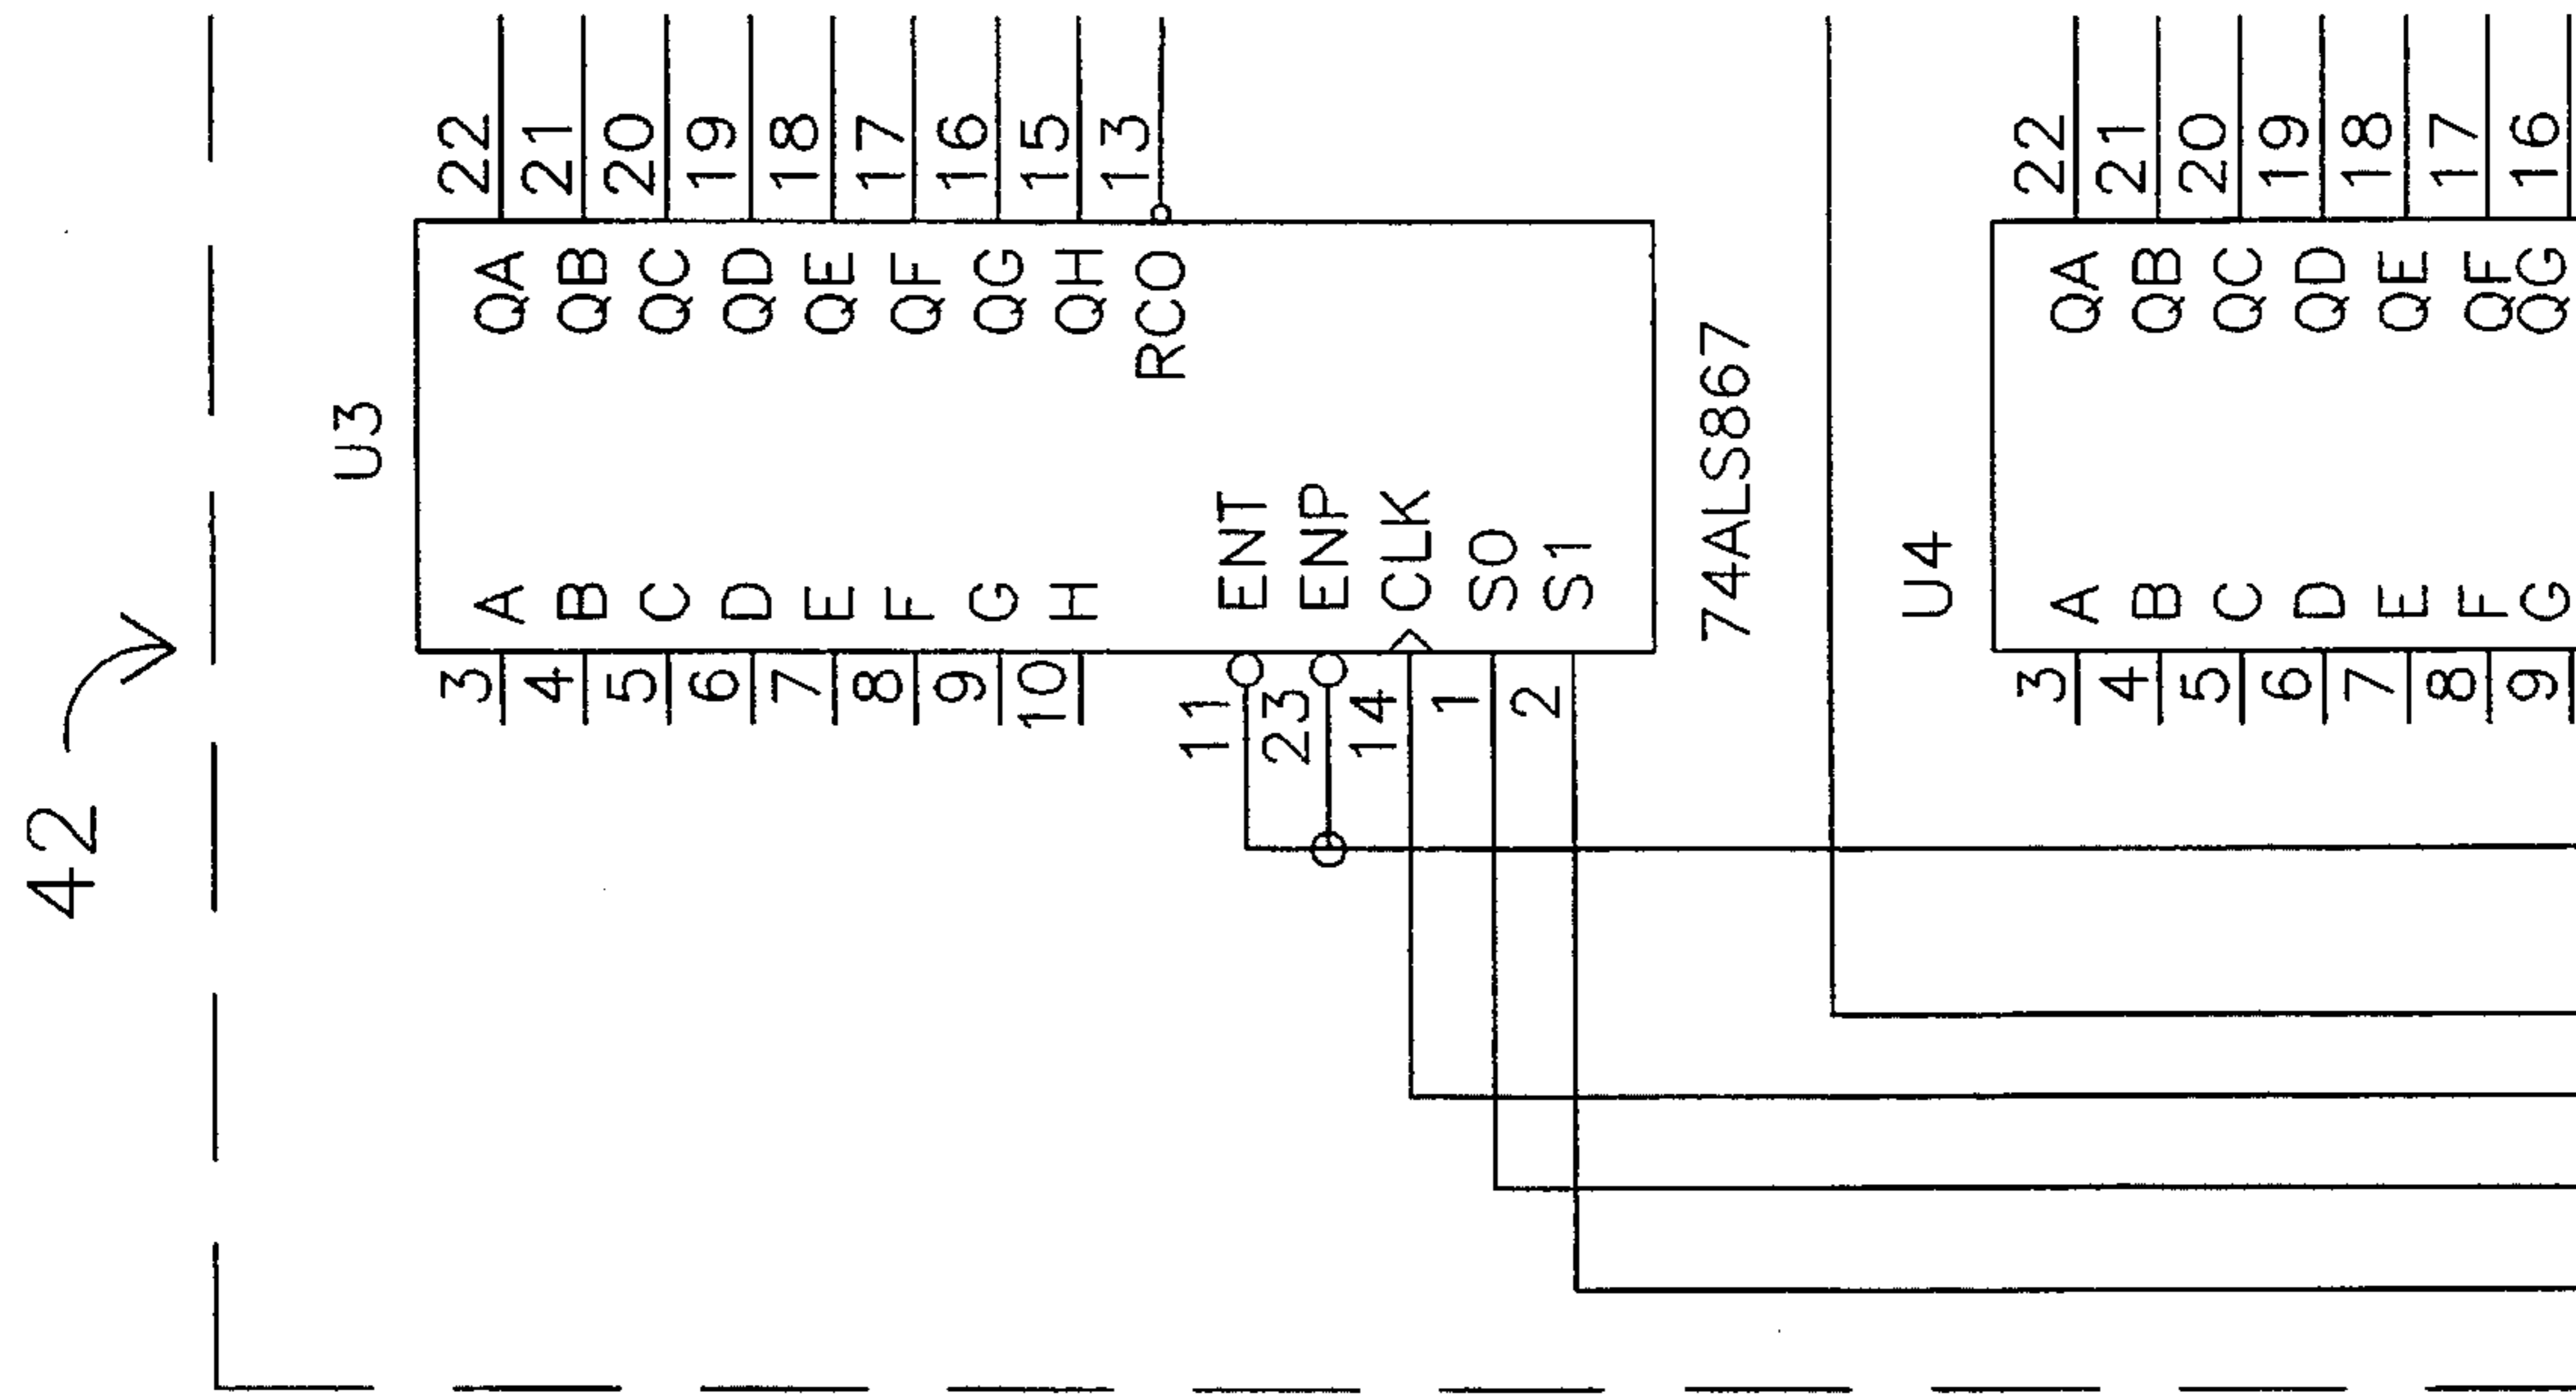 42
U3
3 A QA 22
4 B QB 21
5 C QC 20
6 D QD 19
7 E QE 18
8 F QF 17
9 G QG 16
10 H QH 15
RCO 13
11 ENT
23 ENP
14 CLK
1 S0
2 S1
74ALS867
U4
3 A QA 22
4 B QB 21
5 C QC 20
6 D QD 19
7 E QE 18
8 F QF 17
9 G QG 16